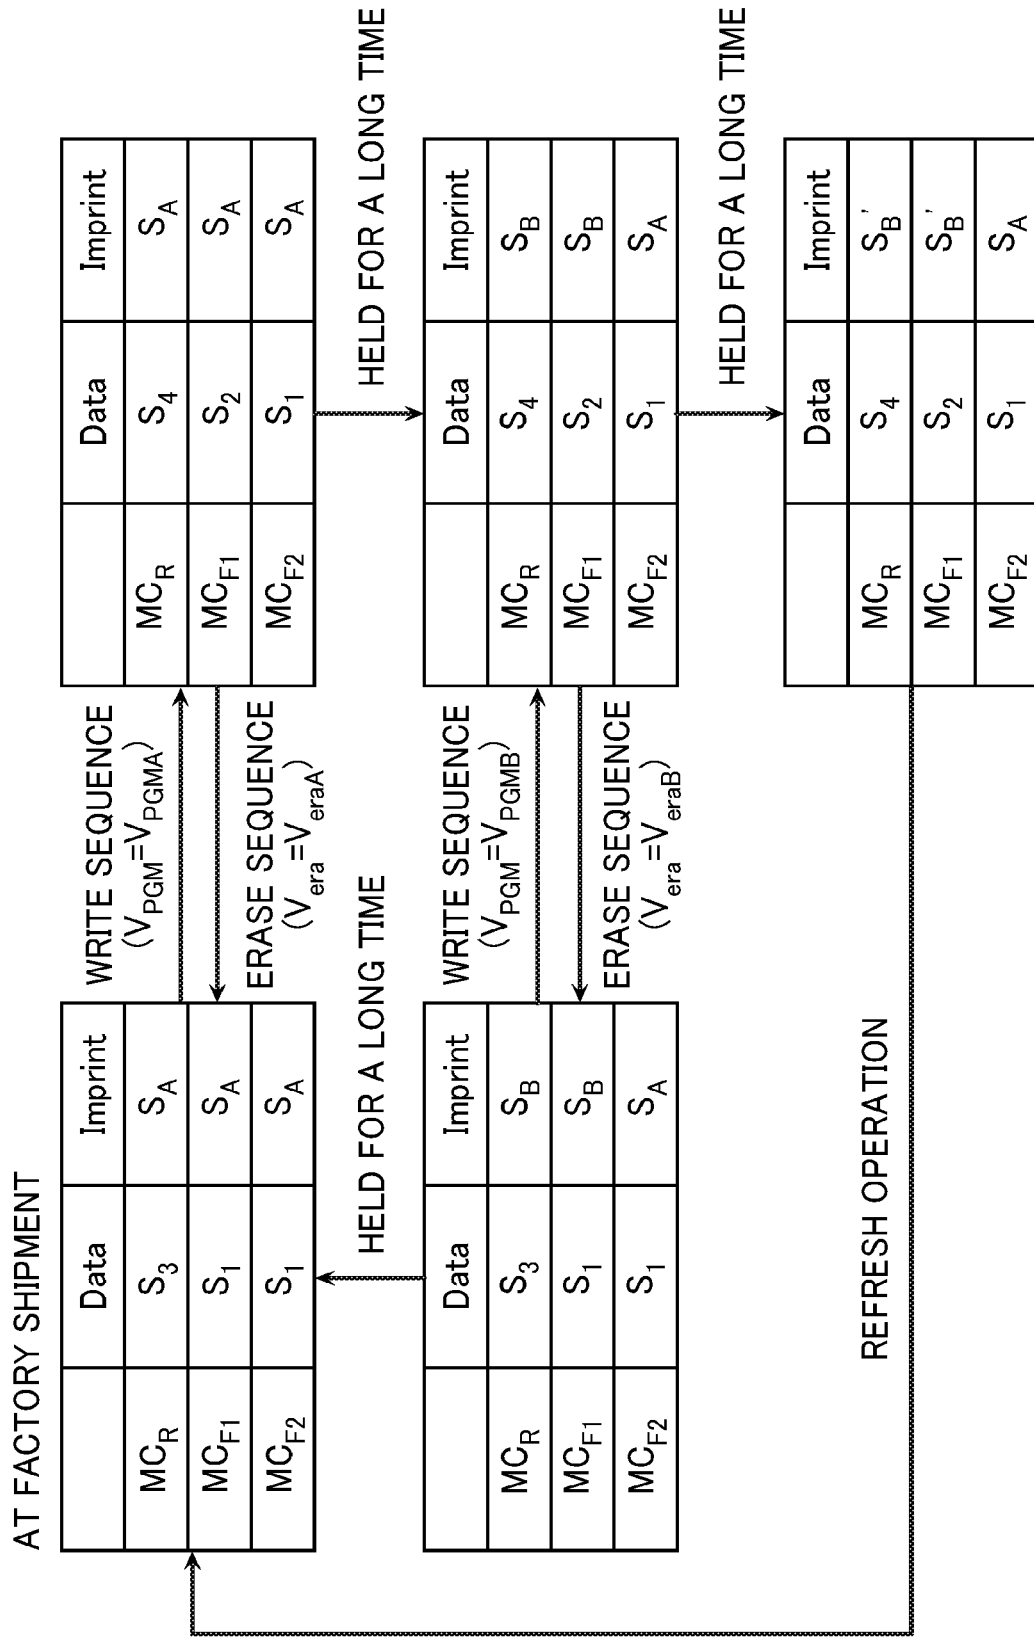 AT FACTORY SHIPMENT
Data Imprint
MC_R S_3 S_A
MC_F1 S_1 S_A
MC_F2 S_1 S_A
WRITE SEQUENCE
(V_PGM=V_PGMA)
ERASE SEQUENCE
(V_era=V_eraA)
Data Imprint
MC_R S_4 S_A
MC_F1 S_2 S_A
MC_F2 S_1 S_A
HELD FOR A LONG TIME
HELD FOR A LONG TIME
Data Imprint
MC_R S_3 S_B
MC_F1 S_1 S_B
MC_F2 S_1 S_A
WRITE SEQUENCE
(V_PGM=V_PGMB)
ERASE SEQUENCE
(V_era=V_eraB)
Data Imprint
MC_R S_4 S_B
MC_F1 S_2 S_B
MC_F2 S_1 S_A
HELD FOR A LONG TIME
REFRESH OPERATION
Data Imprint
MC_R S_4 S_B'
MC_F1 S_2 S_B'
MC_F2 S_1 S_A